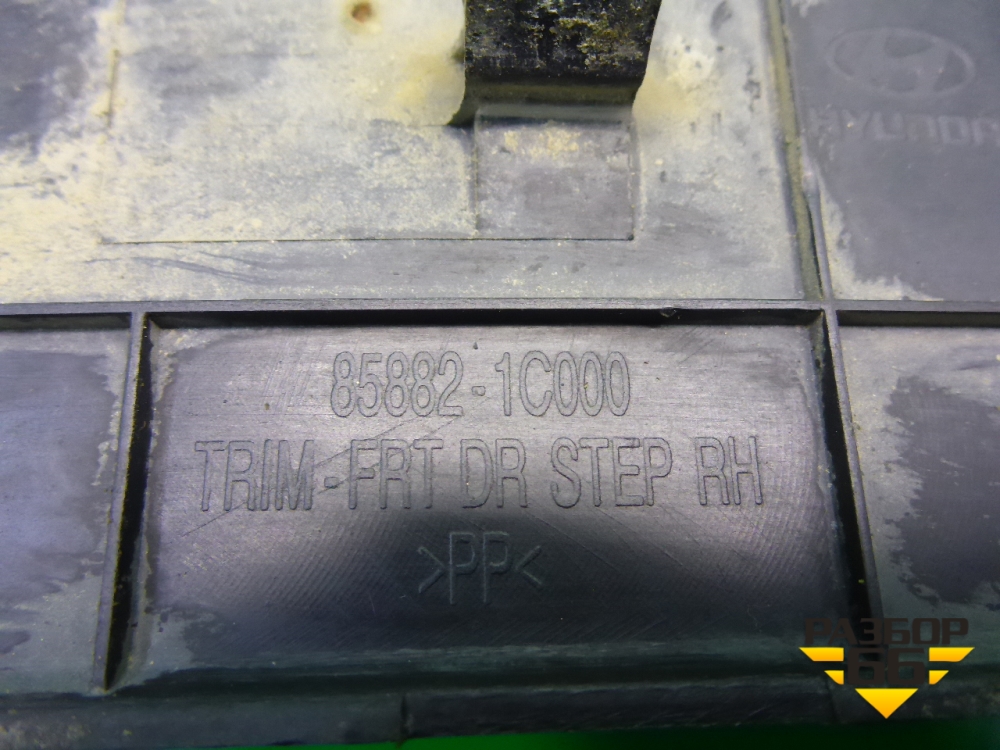 HYUNDAI
85882-1C000
TRIM-FRT DR STEP RH
>PP<
РАЗБОР
66